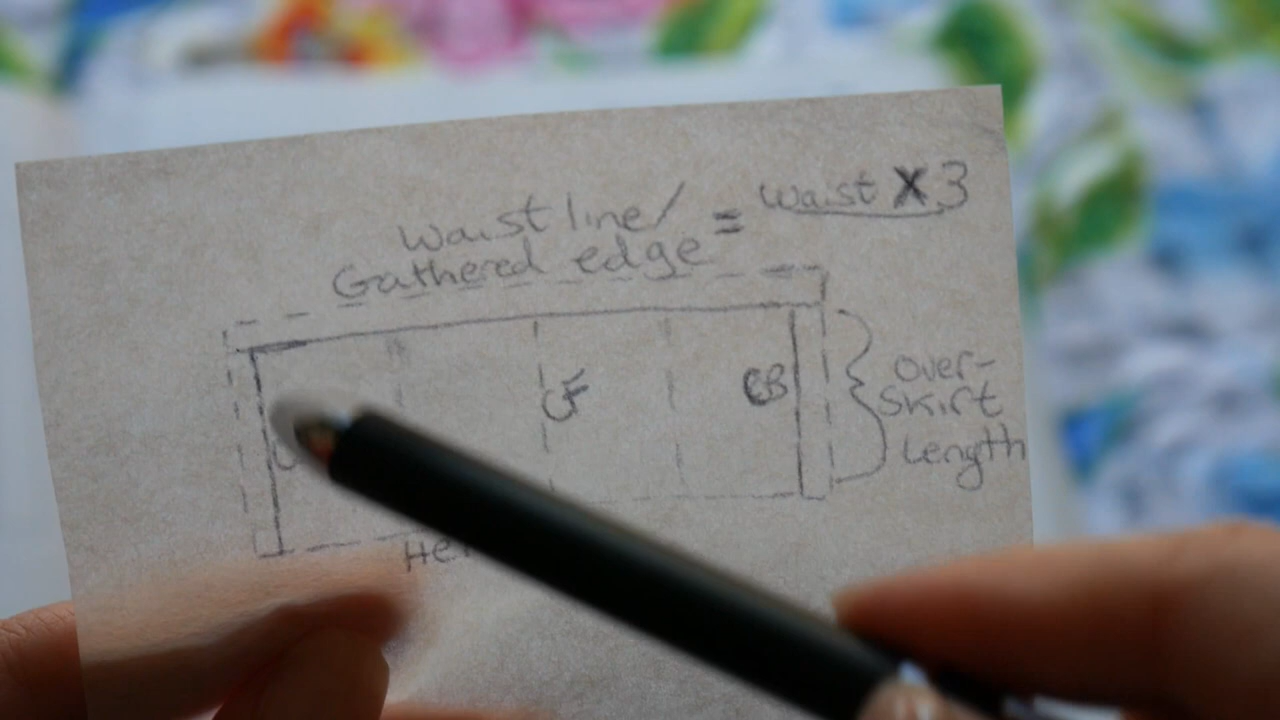 Waist line/
Gathered edge
= Waist X 3
CF
CB
Over-
Skirt
Length